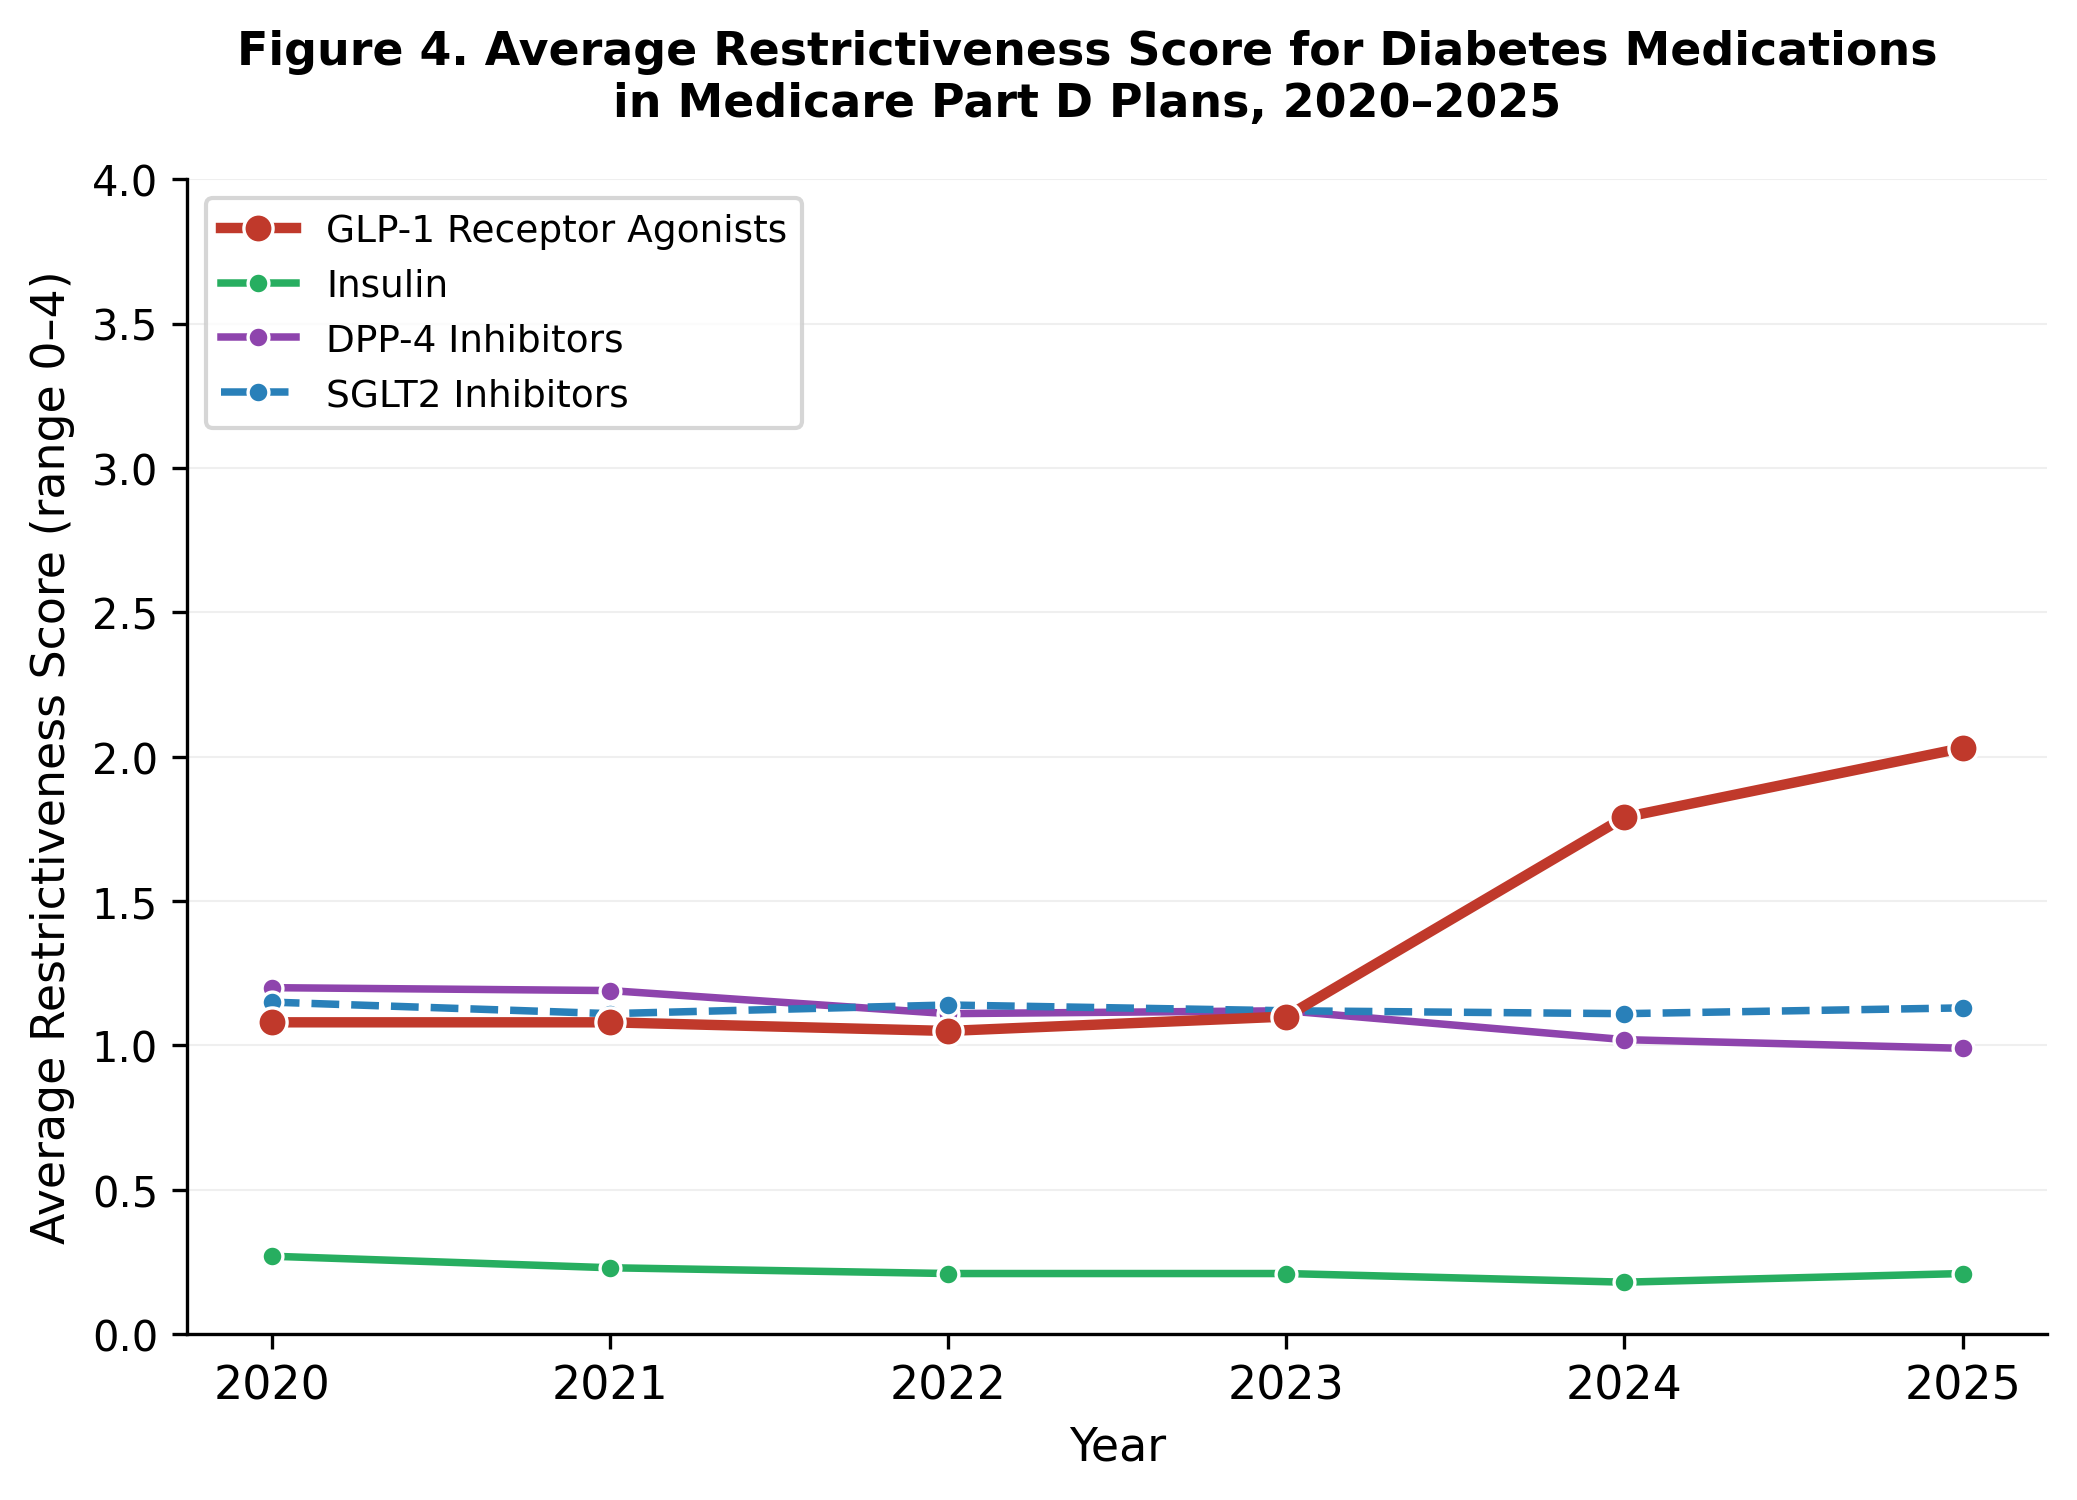 Figure 4. Average Restrictiveness Score for Diabetes Medications
in Medicare Part D Plans, 2020–2025
Average Restrictiveness Score (range 0–4)
4.0
3.5
3.0
2.5
2.0
1.5
1.0
0.5
0.0
GLP-1 Receptor Agonists
Insulin
DPP-4 Inhibitors
SGLT2 Inhibitors
2020 2021 2022 2023 2024 2025
Year